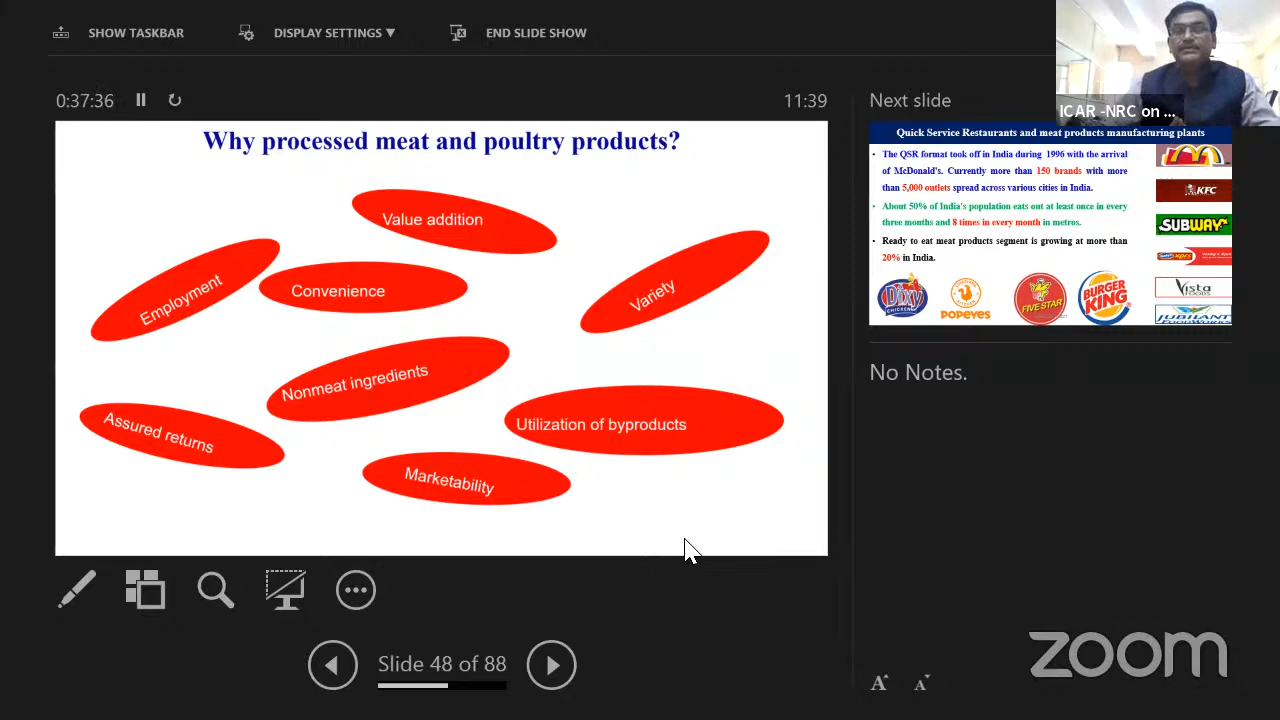 SHOW TASKBAR
DISPLAY SETTINGS ▼
END SLIDE SHOW
ICAR -NRC on ...
0:37:36
11:39
Next slide
Why processed meat and poultry products?
Value addition
Employment
Convenience
Variety
Nonmeat ingredients
Assured returns
Utilization of byproducts
Marketability
Quick Service Restaurants and meat products manufacturing plants
• The QSR format took off in India during 1996 with the arrival
of McDonald's. Currently more than 150 brands with more
than 5,000 outlets spread across various cities in India.
• About 50% of India's population eats out at least once in every
three months and 8 times in every month in metros.
• Ready to eat meat products segment is growing at more than
20% in India.
KFC
SUBWAY
Vista
FOODS
JUBILANT
FOODWORKS
Dixy
CHICKEN
POPEYES
FIVE STAR
BURGER
KING
No Notes.
Slide 48 of 88
zoom
A
A